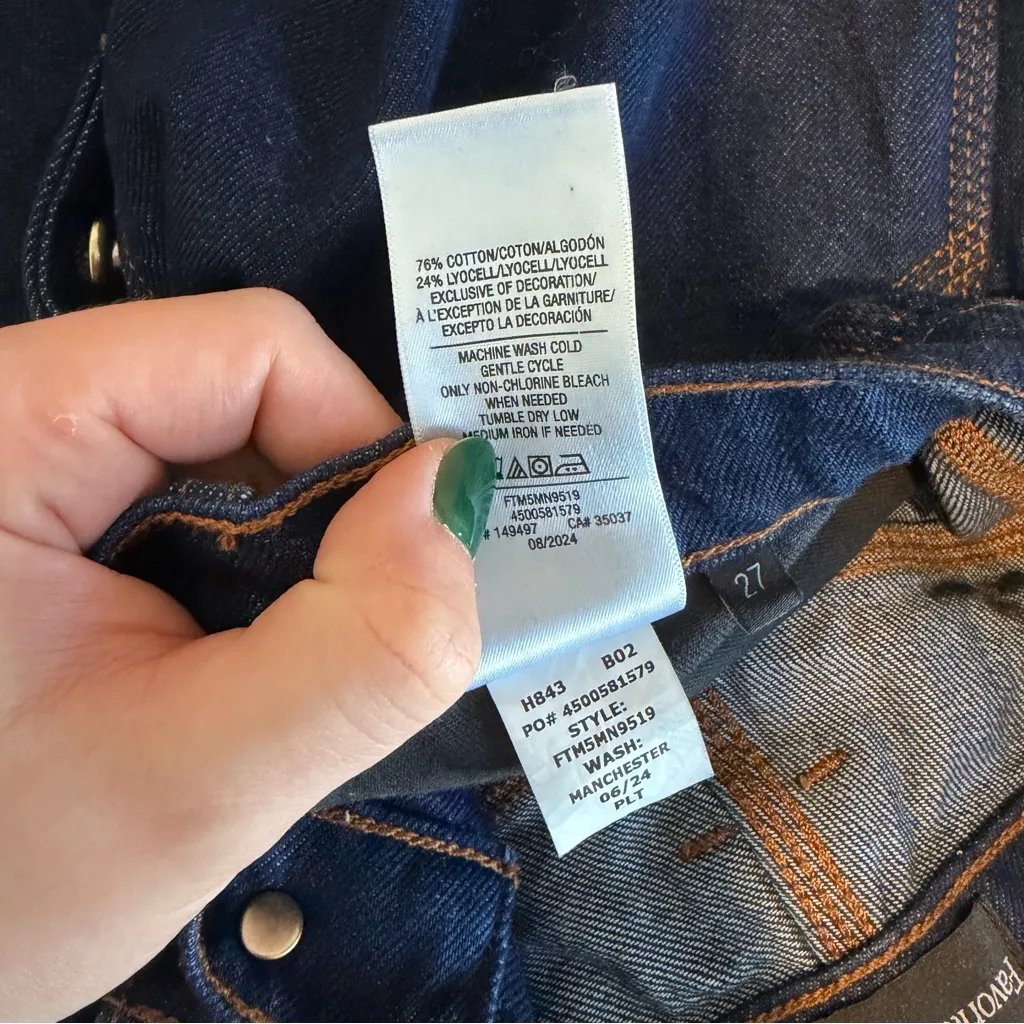 76% COTTON/COTON/ALGODÓN
24% LYOCELL/LYOCELL/LYOCELL
EXCLUSIVE OF DECORATION/
À L'EXCEPTION DE LA GARNITURE/
EXCEPTO LA DECORACIÓN
MACHINE WASH COLD
GENTLE CYCLE
ONLY NON-CHLORINE BLEACH
WHEN NEEDED
TUMBLE DRY LOW
MEDIUM IRON IF NEEDED
FTM5MN9519
4500581579
# 149497 CA# 35037
08/2024
27
H843 B02
PO# 4500581579
STYLE:
FTM5MN9519
WASH:
MANCHESTER
06/24
PLT